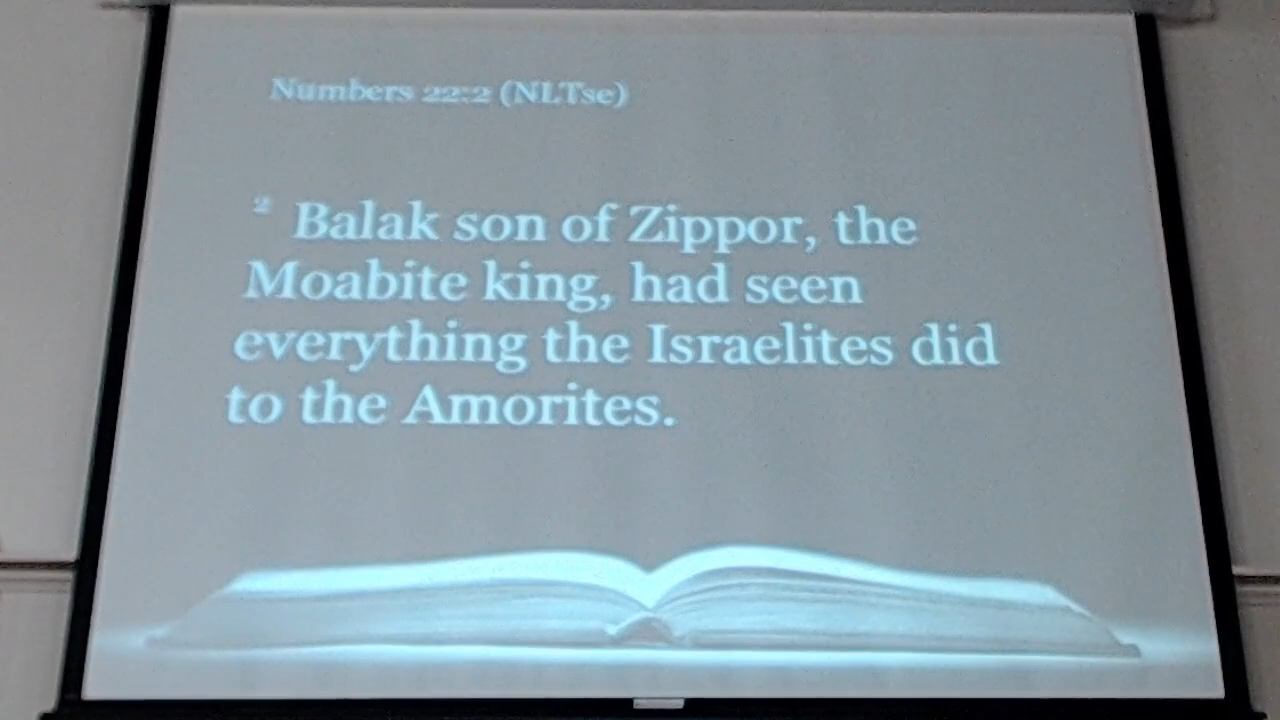 Numbers 22:2 (NLTse)
2 Balak son of Zippor, the
Moabite king, had seen
everything the Israelites did
to the Amorites.